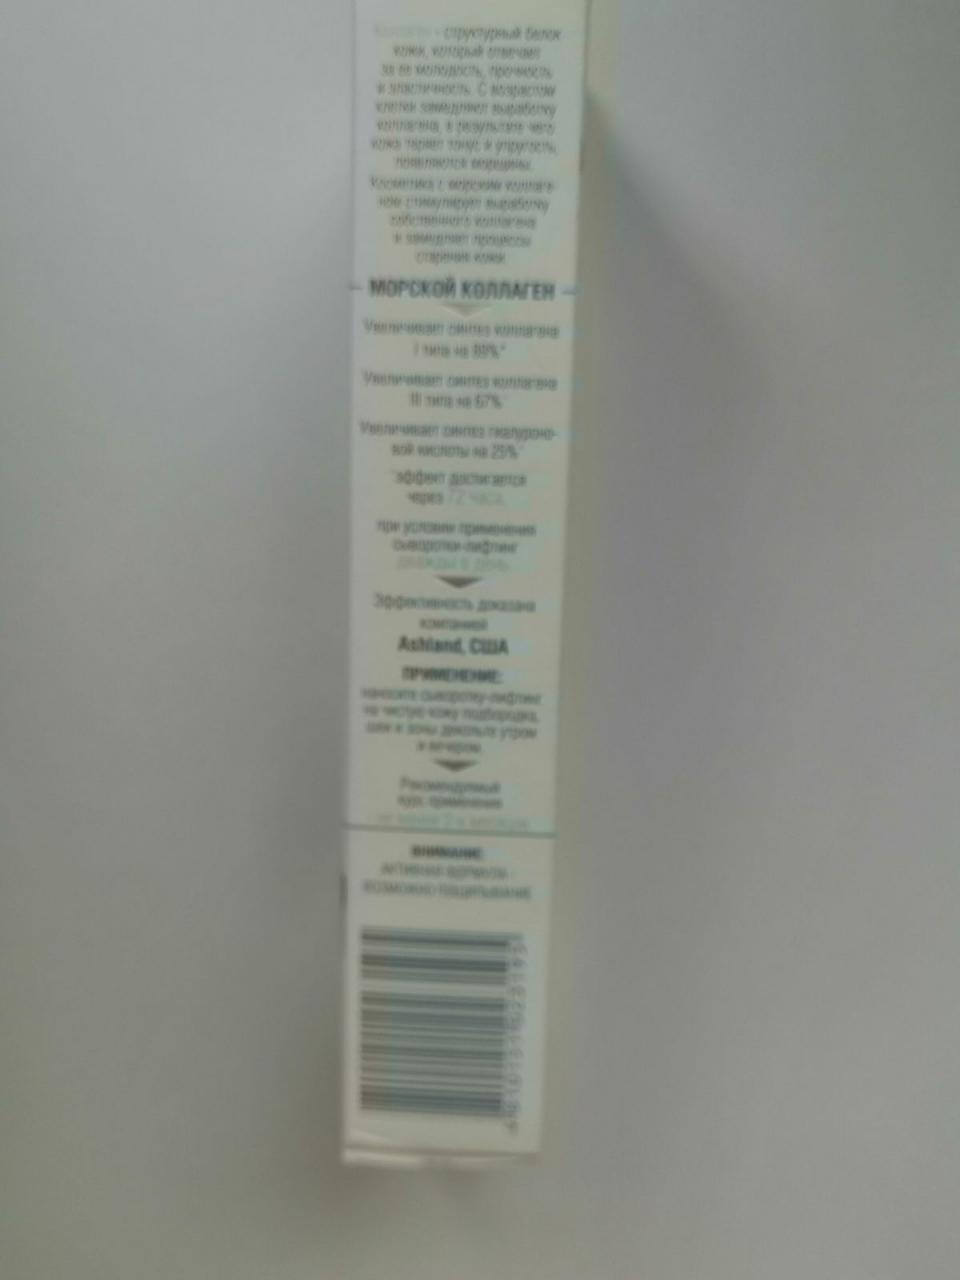 Коллаген - структурный белок
кожи, который отвечает
за ее молодость, прочность
и эластичность. С возрастом
клетки замедляют выработку
коллагена, в результате чего
кожа теряет тонус и упругость,
появляются морщины.
Косметика с морским коллаге-
ном стимулирует выработку
собственного коллагена
и замедляет процессы
старения кожи.
МОРСКОЙ КОЛЛАГЕН
Увеличивает синтез коллагена
I типа на
Увеличивает синтез коллагена
III типа на 67%*
Увеличивает синтез гиалуроно-
вой кислоты на 25%*
*эффект достигается
через 72 часа,
при условии применения
сыворотки-лифтинг
дважды в день.
Эффективность доказана
компанией
Ashland, США
ПРИМЕНЕНИЕ:
наносите сыворотку-лифтинг
на чистую кожу подбородка,
шеи и зоны декольте утром
и вечером.
Рекомендуемый
курс применения
не менее месяцев
ВНИМАНИЕ:
АКТИВНАЯ ФОРМУЛА -
ВОЗМОЖНО ПОЩИПЫВАНИЕ